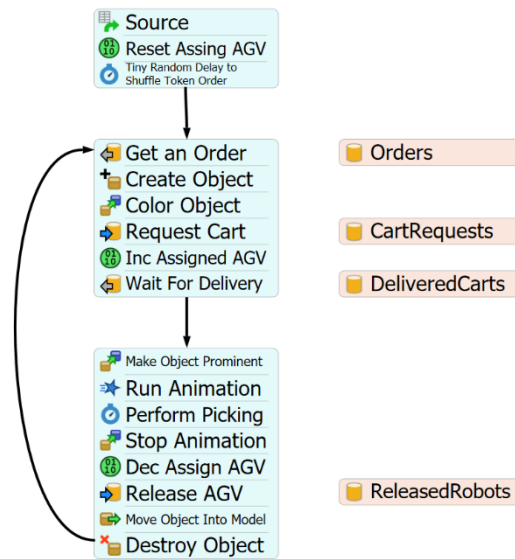 Source
Reset Assing AGV
Tiny Random Delay to
Shuffle Token Order
Get an Order
Orders
Create Object
Color Object
Request Cart
CartRequests
Inc Assigned AGV
Wait For Delivery
DeliveredCarts
Make Object Prominent
Run Animation
Perform Picking
Stop Animation
Dec Assign AGV
Release AGV
ReleasedRobots
Move Object Into Model
Destroy Object